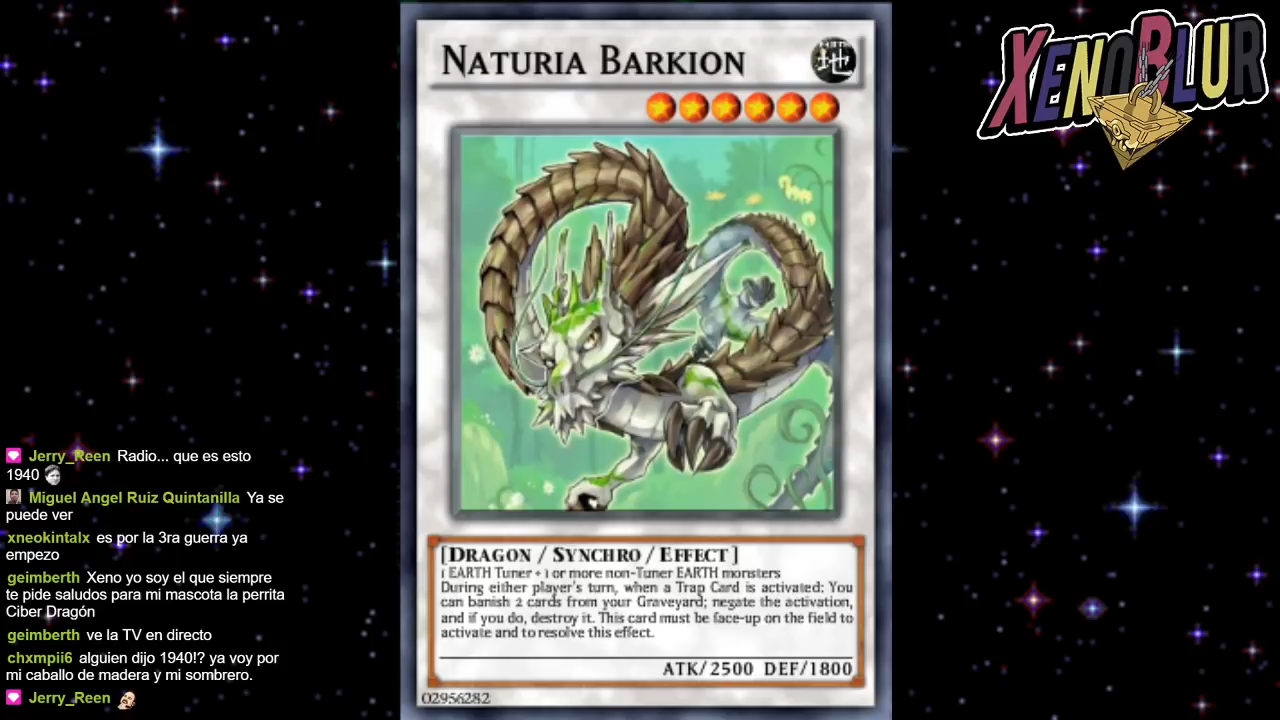 NATURIA BARKION
EARTH
地
XENOBLUR
[DRAGON / SYNCHRO / EFFECT]
1 EARTH Tuner + 1 or more non-Tuner EARTH monsters
During either player's turn, when a Trap Card is activated: You
can banish 2 cards from your Graveyard; negate the activation,
and if you do, destroy it. This card must be face-up on the field to
activate and to resolve this effect.
ATK/2500 DEF/1800
02956282
Jerry_Reen Radio... que es esto
1940
Miguel Angel Ruiz Quintanilla Ya se
puede ver
xneokintalx es por la 3ra guerra ya
empezo
geimberth Xeno yo soy el que siempre
te pide saludos para mi mascota la perrita
Ciber Dragón
geimberth ve la TV en directo
chxmpii6 alguien dijo 1940!? ya voy por
mi caballo de madera y mi sombrero.
Jerry_Reen